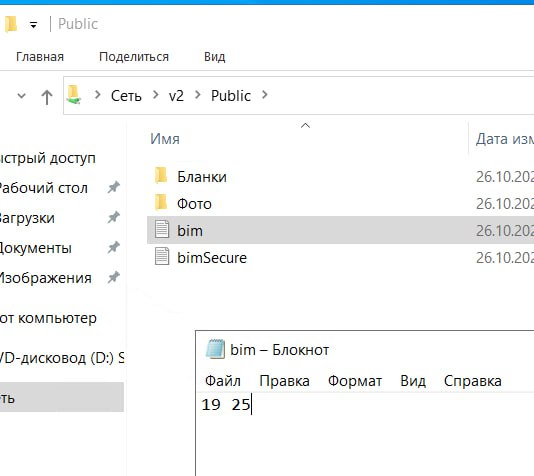 Public
Главная Поделиться Вид
Сеть v2 Public
Имя Дата изм
ыстрый доступ
Рабочий стол
Загрузки
Документы
Изображения
от компьютер
VD-дисковод (D:) S
еть
Бланки 26.10.202
Фото 26.10.202
bim 26.10.202
bimSecure 26.10.202
bim – Блокнот
Файл Правка Формат Вид Справка
19 25